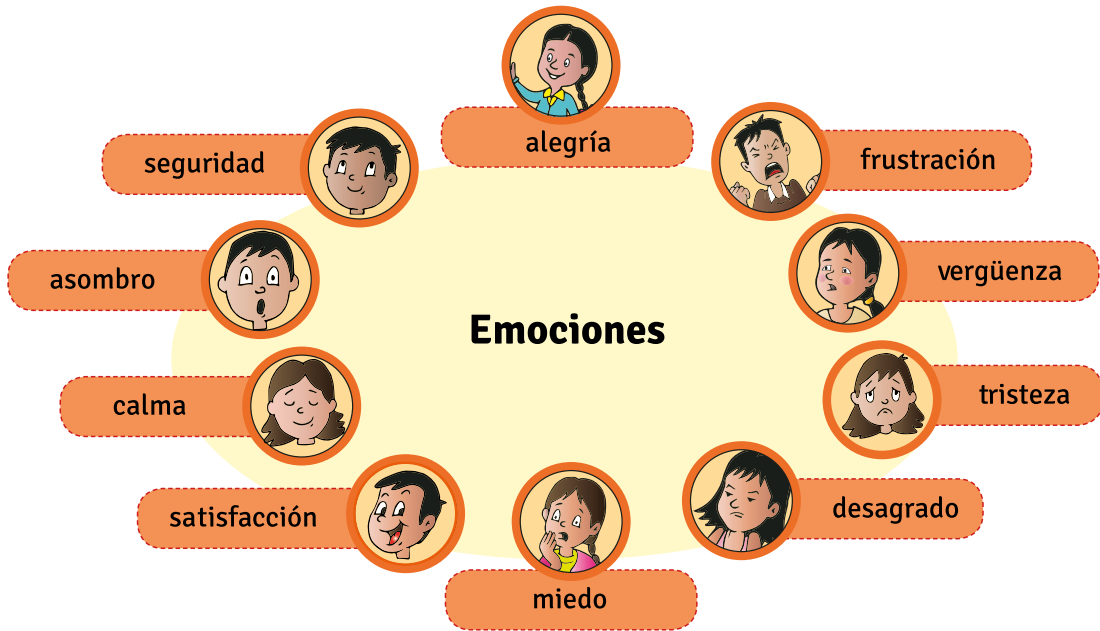 alegría
seguridad
frustración
asombro
vergüenza
Emociones
calma
tristeza
satisfacción
desagrado
miedo